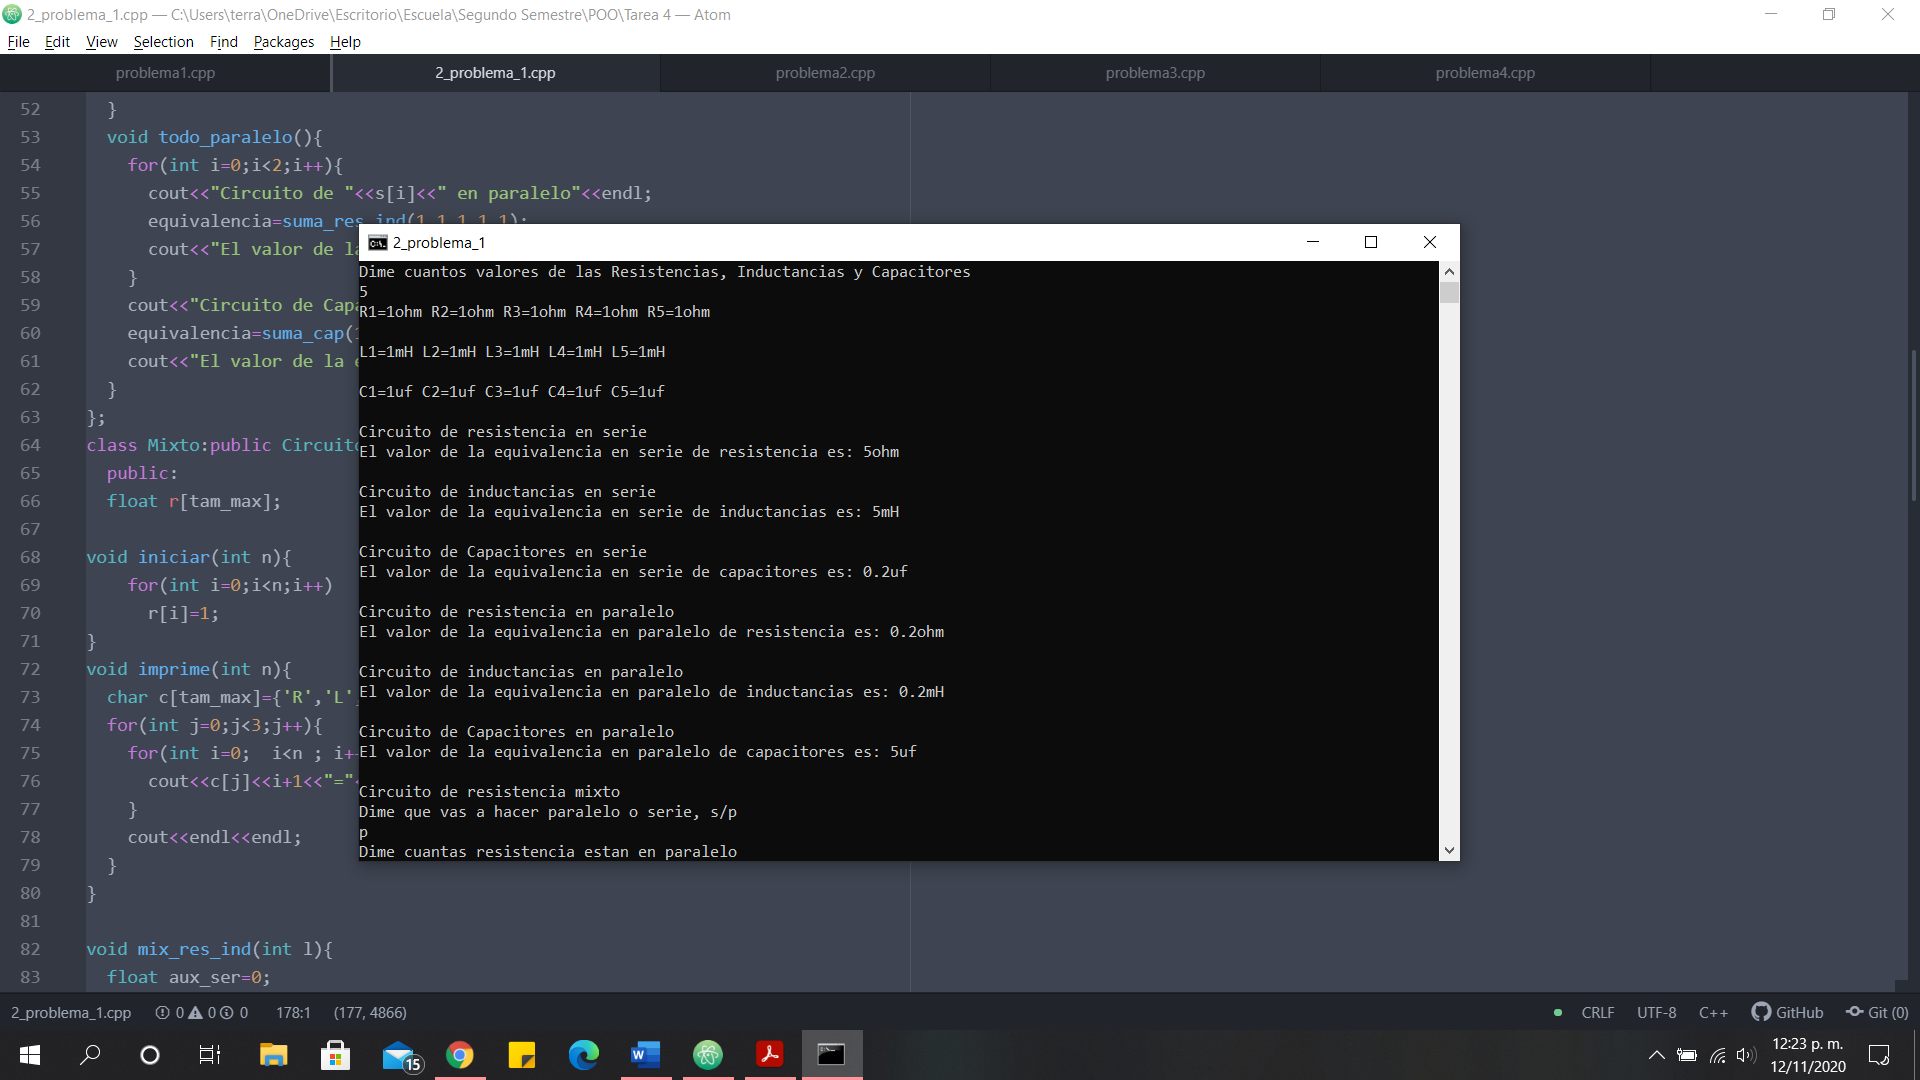 2_problema_1.cpp — C:\Users\terra\OneDrive\Escritorio\Escuela\Segundo Semestre\POO\Tarea 4 — Atom
File Edit View Selection Find Packages Help
problema1.cpp 2_problema_1.cpp problema2.cpp problema3.cpp problema4.cpp
52 }
53 void todo_paralelo(){
54 for(int i=0;i<2;i++){
55 cout<<"Circuito de "<<s[i]<<" en paralelo"<<endl;
56 equivalencia=suma_res_ind(1,1,1,1,1);
57 cout<<"El valor de la
58 }
59 cout<<"Circuito de Capa
60 equivalencia=suma_cap(
61 cout<<"El valor de la e
62 }
63 };
64 class Mixto:public Circuito
65 public:
66 float r[tam_max];
67
68 void iniciar(int n){
69 for(int i=0;i<n;i++)
70 r[i]=1;
71 }
72 void imprime(int n){
73 char c[tam_max]={'R','L'
74 for(int j=0;j<3;j++){
75 for(int i=0; i<n ; i+
76 cout<<c[j]<<i+1<<"="<
77 }
78 cout<<endl<<endl;
79 }
80 }
81
82 void mix_res_ind(int l){
83 float aux_ser=0;
2_problema_1
Dime cuantos valores de las Resistencias, Inductancias y Capacitores
5
R1=1ohm R2=1ohm R3=1ohm R4=1ohm R5=1ohm
L1=1mH L2=1mH L3=1mH L4=1mH L5=1mH
C1=1uf C2=1uf C3=1uf C4=1uf C5=1uf
Circuito de resistencia en serie
El valor de la equivalencia en serie de resistencia es: 5ohm
Circuito de inductancias en serie
El valor de la equivalencia en serie de inductancias es: 5mH
Circuito de Capacitores en serie
El valor de la equivalencia en serie de capacitores es: 0.2uf
Circuito de resistencia en paralelo
El valor de la equivalencia en paralelo de resistencia es: 0.2ohm
Circuito de inductancias en paralelo
El valor de la equivalencia en paralelo de inductancias es: 0.2mH
Circuito de Capacitores en paralelo
El valor de la equivalencia en paralelo de capacitores es: 5uf
Circuito de resistencia mixto
Dime que vas a hacer paralelo o serie, s/p
p
Dime cuantas resistencia estan en paralelo
2_problema_1.cpp 0 0 0 178:1 (177, 4866) CRLF UTF-8 C++ GitHub Git (0)
15
12:23 p. m.
12/11/2020